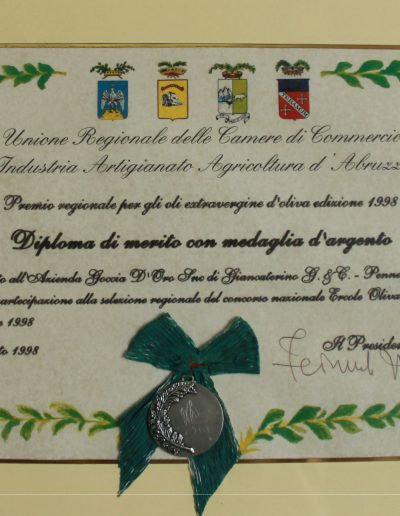 Unione Regionale delle Camere di Commercio
Industria Artigianato Agricoltura d'Abruzz
Premio regionale per gli oli extravergine d'oliva edizione 1998
Diploma di merito con medaglia d'argento
to all'Azienda Goccia D'Oro Snc di Giancaterino G. & C. - Penne
artecipazione alla selezione regionale del concorso nazionale Ercole Oliva
o 1998
to 1998
Il Presiden